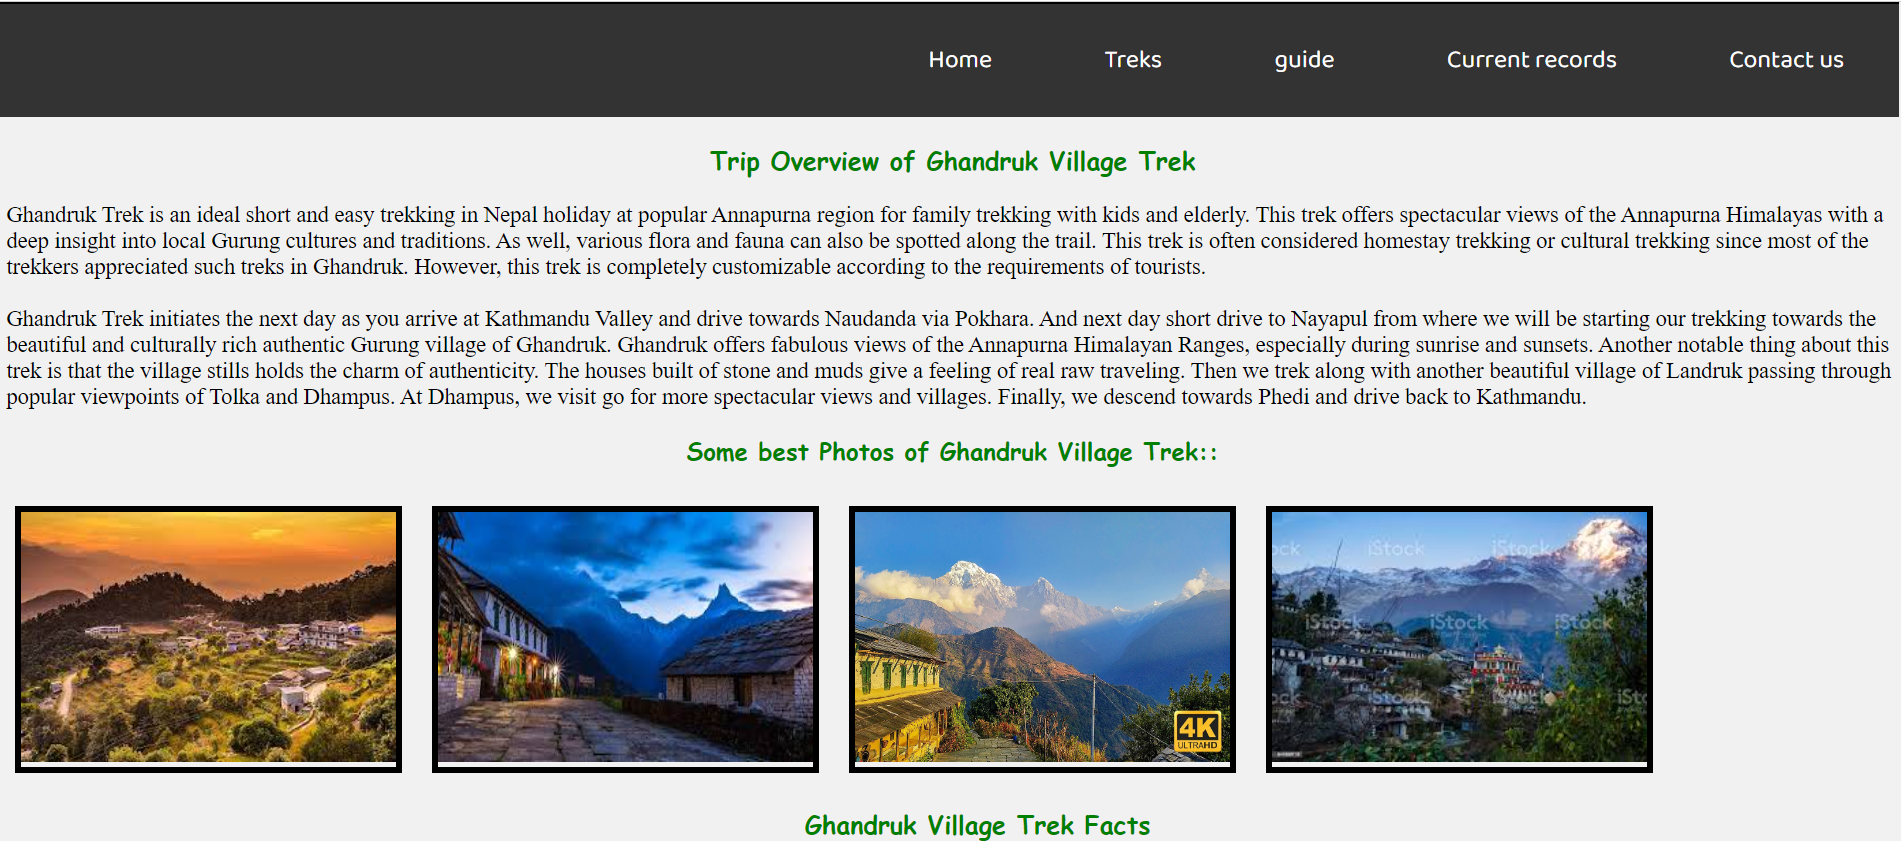 Home Treks guide Current records Contact us
Trip Overview of Ghandruk Village Trek
Ghandruk Trek is an ideal short and easy trekking in Nepal holiday at popular Annapurna region for family trekking with kids and elderly. This trek offers spectacular views of the Annapurna Himalayas with a
deep insight into local Gurung cultures and traditions. As well, various flora and fauna can also be spotted along the trail. This trek is often considered homestay trekking or cultural trekking since most of the
trekkers appreciated such treks in Ghandruk. However, this trek is completely customizable according to the requirements of tourists.
Ghandruk Trek initiates the next day as you arrive at Kathmandu Valley and drive towards Naudanda via Pokhara. And next day short drive to Nayapul from where we will be starting our trekking towards the
beautiful and culturally rich authentic Gurung village of Ghandruk. Ghandruk offers fabulous views of the Annapurna Himalayan Ranges, especially during sunrise and sunsets. Another notable thing about this
trek is that the village stills holds the charm of authenticity. The houses built of stone and muds give a feeling of real raw traveling. Then we trek along with another beautiful village of Landruk passing through
popular viewpoints of Tolka and Dhampus. At Dhampus, we visit go for more spectacular views and villages. Finally, we descend towards Phedi and drive back to Kathmandu.
Some best Photos of Ghandruk Village Trek::
4K
ULTRAHD
ock iStock iStock
iStock iStock iStock
Ghandruk Village Trek Facts